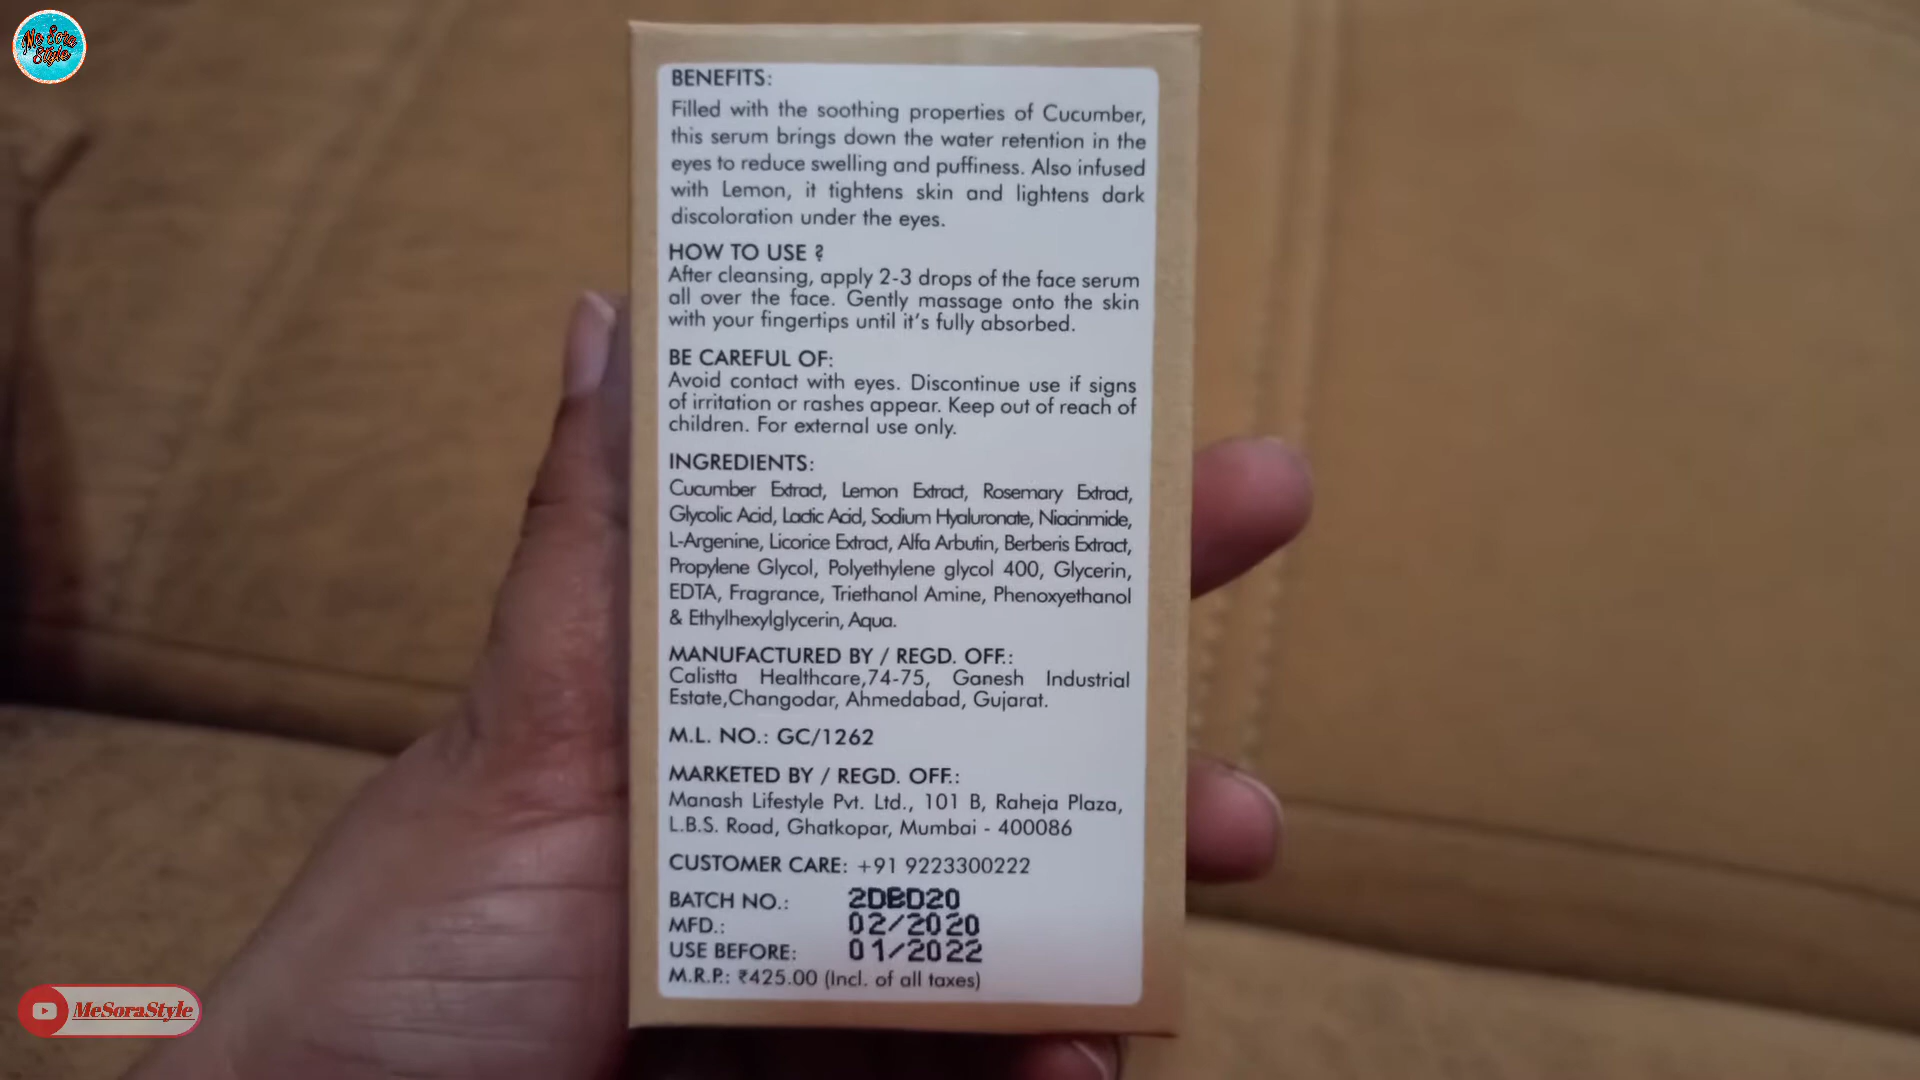 Me Sora
Style
BENEFITS:
Filled with the soothing properties of Cucumber,
this serum brings down the water retention in the
eyes to reduce swelling and puffiness. Also infused
with Lemon, it tightens skin and lightens dark
discoloration under the eyes.
HOW TO USE ?
After cleansing, apply 2-3 drops of the face serum
all over the face. Gently massage onto the skin
with your fingertips until it's fully absorbed.
BE CAREFUL OF:
Avoid contact with eyes. Discontinue use if signs
of irritation or rashes appear. Keep out of reach of
children. For external use only.
INGREDIENTS:
Cucumber Extract, Lemon Extract, Rosemary Extract,
Glycolic Acid, Lactic Acid, Sodium Hyaluronate, Niacinmide,
L-Argenine, Licorice Extract, Alfa Arbutin, Berberis Extract,
Propylene Glycol, Polyethylene glycol 400, Glycerin,
EDTA, Fragrance, Triethanol Amine, Phenoxyethanol
& Ethylhexylglycerin, Aqua.
MANUFACTURED BY / REGD. OFF.:
Calistta Healthcare,74-75, Ganesh Industrial
Estate,Changodar, Ahmedabad, Gujarat.
M.L. NO.: GC/1262
MARKETED BY / REGD. OFF.:
Manash Lifestyle Pvt. Ltd., 101 B, Raheja Plaza,
L.B.S. Road, Ghatkopar, Mumbai - 400086
CUSTOMER CARE: +91 9223300222
BATCH NO.: 2DBD20
MFD.: 02/2020
USE BEFORE: 01/2022
M.R.P.: ₹425.00 (Incl. of all taxes)
MeSoraStyle